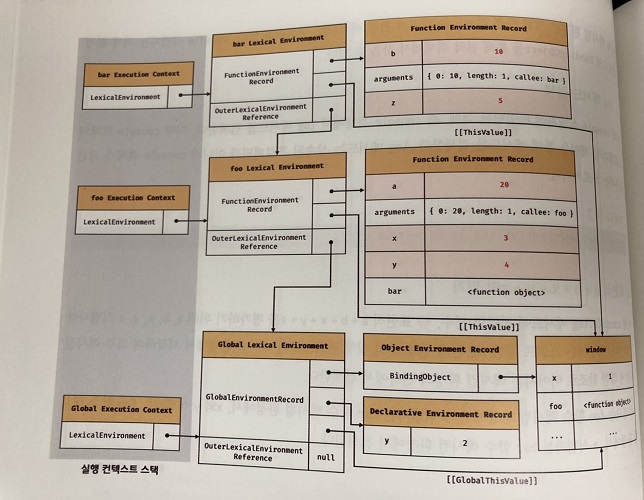 bar Execution Context
LexicalEnvironment
bar Lexical Environment
FunctionEnvironment
Record
OuterLexicalEnvironment
Reference
Function Environment Record
b 10
arguments { 0: 10, length: 1, callee: bar }
z 5
[[ThisValue]]
foo Execution Context
LexicalEnvironment
foo Lexical Environment
FunctionEnvironment
Record
OuterLexicalEnvironment
Reference
Function Environment Record
a 20
arguments { 0: 20, length: 1, callee: foo }
x 3
y 4
bar <function object>
[[ThisValue]]
Global Execution Context
LexicalEnvironment
Global Lexical Environment
GlobalEnvironmentRecord
OuterLexicalEnvironment
Reference
null
Object Environment Record
BindingObject
Declarative Environment Record
y 2
window
x 1
foo <function object>
... ...
[[GlobalThisValue]]
실행 컨텍스트 스택